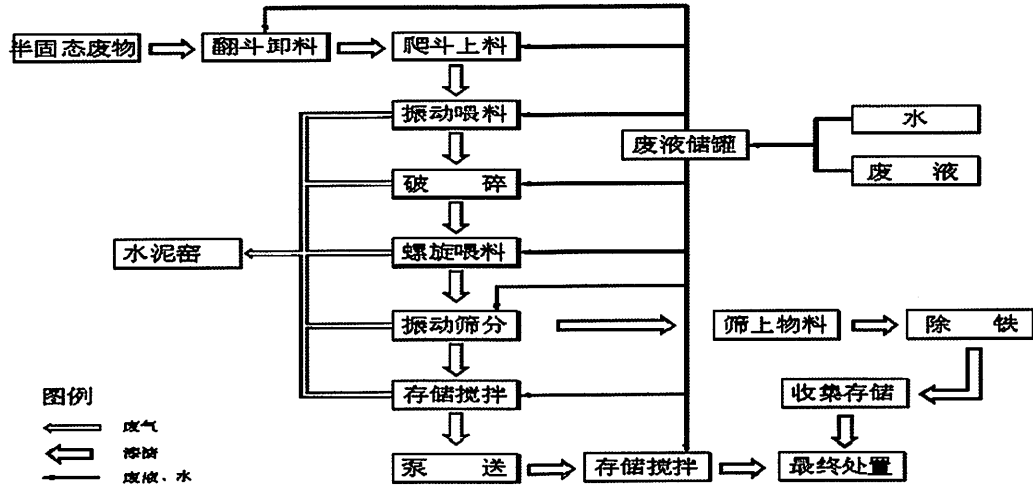 半固态废物
翻斗卸料
爬斗上料
振动喂料
水
废液储罐
破 碎
废 液
水泥窑
螺旋喂料
振动筛分
筛上物料
除 铁
图例
存储搅拌
收集存储
废气
泵 送
存储搅拌
最终处置
废液、水